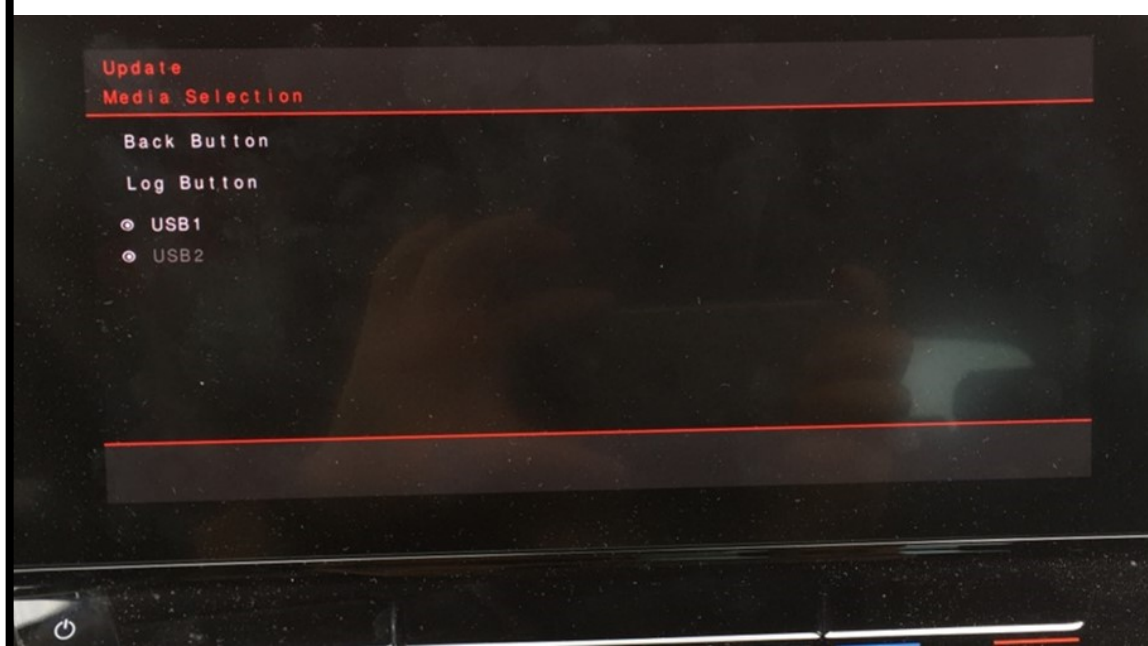 Update
Media Selection
Back Button
Log Button
USB1
USB2